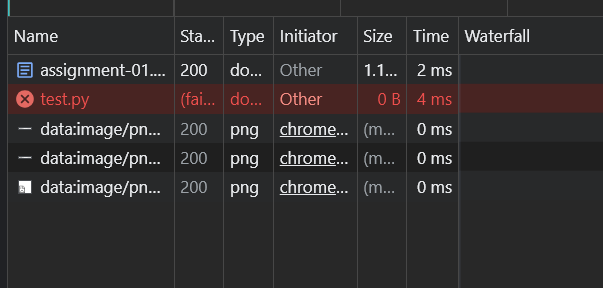 Name Sta... Type Initiator Size Time Waterfall
assignment-01.... 200 do... Other 1.1... 2 ms
test.py (fai... do... Other 0 B 4 ms
data:image/pn... 200 png chrome... (m... 0 ms
data:image/pn... 200 png chrome... (m... 0 ms
data:image/pn... 200 png chrome... (m... 0 ms